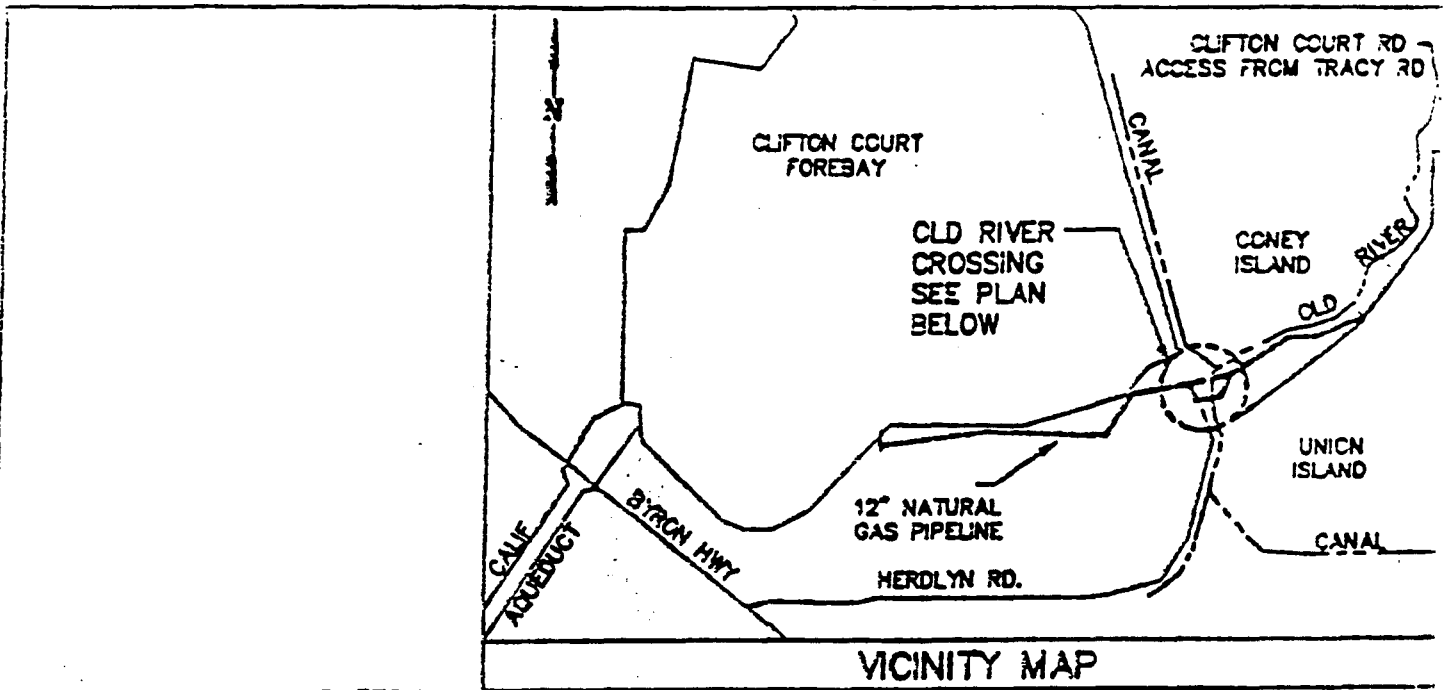 CLIFTON COURT RD
ACCESS FROM TRACY RD
CLIFTON COURT
FOREBAY
CANAL
OLD RIVER
CROSSING
SEE PLAN
BELOW
CONEY
ISLAND
RIVER
OLD
UNION
ISLAND
12" NATURAL
GAS PIPELINE
CANAL
BYRON HWY
CALIF
AQUEDUCT
HERDLYN RD.
VICINITY MAP